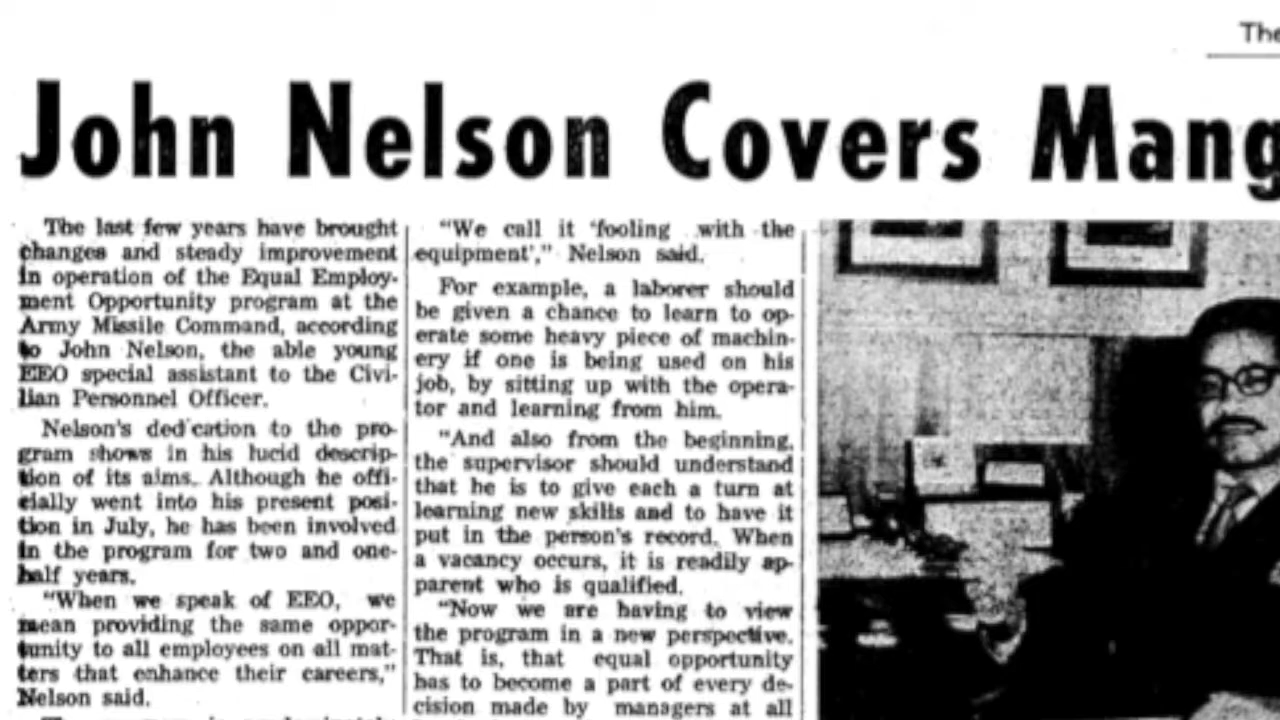 The
John Nelson Covers Mang
The last few years have brought
changes and steady improvement
in operation of the Equal Employ-
ment Opportunity program at the
Army Missile Command, according
to John Nelson, the able young
EEO special assistant to the Civi-
lian Personnel Officer.
Nelson's ded'cation to the pro-
gram shows in his lucid descrip-
tion of its aims. Although he offi-
cially went into his present posi-
tion in July, he has been involved
in the program for two and one-
half years.
"When we speak of EEO, we
mean providing the same oppor-
tunity to all employees on all mat-
ters that enhance their careers,"
Nelson said.
"We call it 'fooling with the
equipment'," Nelson said.
For example, a laborer should
be given a chance to learn to op-
erate some heavy piece of machin-
ery if one is being used on his
job, by sitting up with the opera-
tor and learning from him.
"And also from the beginning,
the supervisor should understand
that he is to give each a turn at
learning new skills and to have it
put in the person's record. When
a vacancy occurs, it is readily ap-
parent who is qualified.
"Now we are having to view
the program in a new perspective.
That is, that equal opportunity
has to become a part of every de-
cision made by managers at all